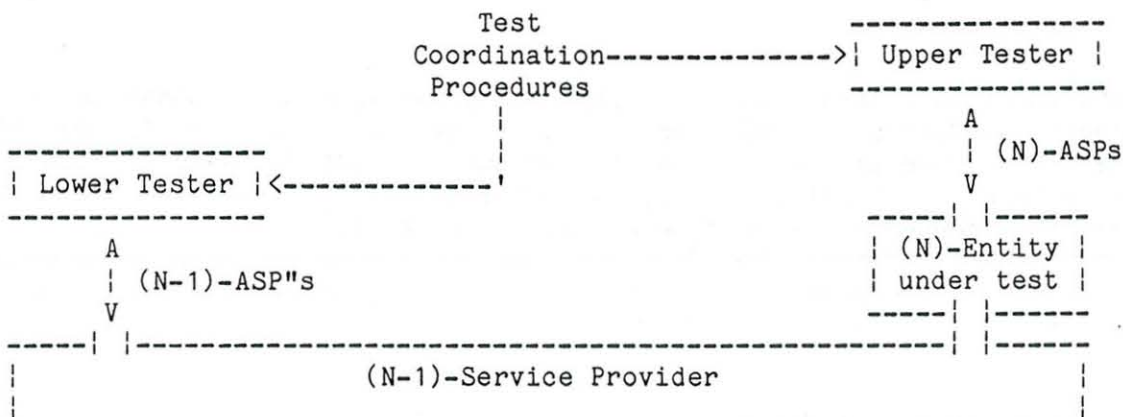 Test
Coordination
Procedures
Upper Tester
(N)-ASPs
Lower Tester
(N)-Entity
under test
(N-1)-ASP"s
(N-1)-Service Provider